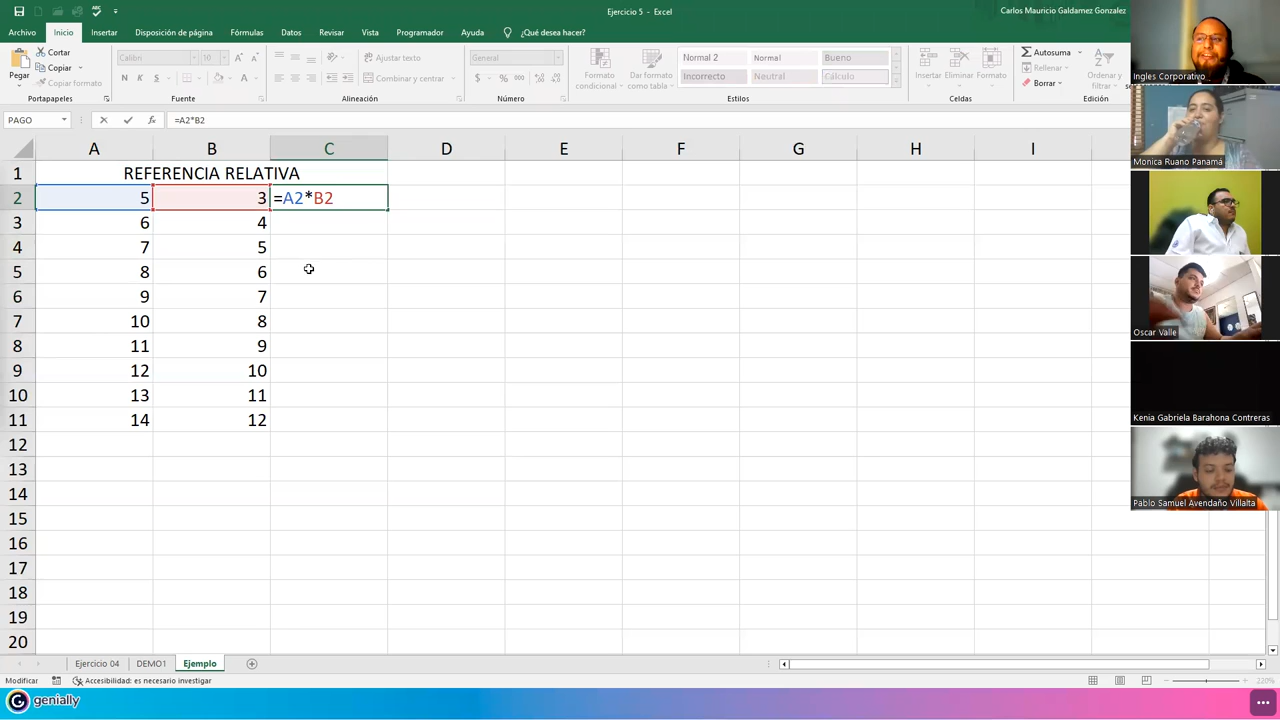 Ejercicio 5 - Excel
Carlos Mauricio Galdamez Gonzalez
Archivo Inicio Insertar Disposición de página Fórmulas Datos Revisar Vista Programador Ayuda ¿Qué desea hacer?
Pegar
Cortar
Copiar
Copiar formato
Portapapeles
Calibri 10
N K S
Fuente
Ajustar texto
Combinar y centrar
Alineación
General
$ % 000
Número
Formato condicional
Dar formato como tabla
Normal 2 Normal Bueno
Incorrecto Neutral Cálculo
Estilos
Insertar Eliminar Formato
Celdas
Autosuma
Rellenar
Borrar
Ordenar y filtrar
Edición
PAGO fx =A2*B2
A B C D E F G H I
1 REFERENCIA RELATIVA
2 5 3 =A2*B2
3 6 4
4 7 5
5 8 6
6 9 7
7 10 8
8 11 9
9 12 10
10 13 11
11 14 12
12
13
14
15
16
17
18
19
20
Ejercicio 04 DEMO1 Ejemplo
Modificar Accesibilidad: es necesario investigar 220%
genially
Ingles Corporativo
Monica Ruano Panamá
Oscar Valle
Kenia Gabriela Barahona Contreras
Pablo Samuel Avendaño Villalta